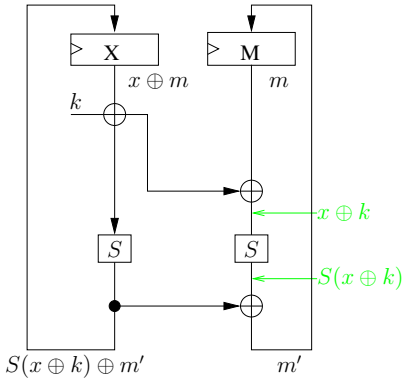 X M
x ⊕ m m
k
x ⊕ k
S S
S(x ⊕ k)
S(x ⊕ k) ⊕ m′ m′